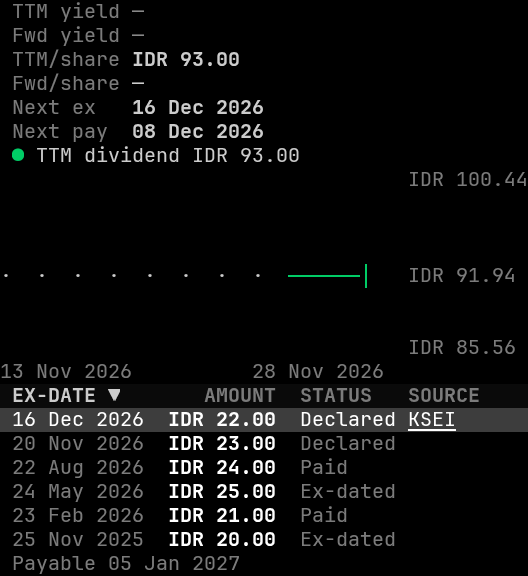 TTM yield —
Fwd yield —
TTM/share IDR 93.00
Fwd/share —
Next ex 16 Dec 2026
Next pay 08 Dec 2026
● TTM dividend IDR 93.00
IDR 100.44
IDR 91.94
IDR 85.56
13 Nov 2026 28 Nov 2026
EX-DATE ▼ AMOUNT STATUS SOURCE
16 Dec 2026 IDR 22.00 Declared KSEI
20 Nov 2026 IDR 23.00 Declared
22 Aug 2026 IDR 24.00 Paid
24 May 2026 IDR 25.00 Ex-dated
23 Feb 2026 IDR 21.00 Paid
25 Nov 2025 IDR 20.00 Ex-dated
Payable 05 Jan 2027